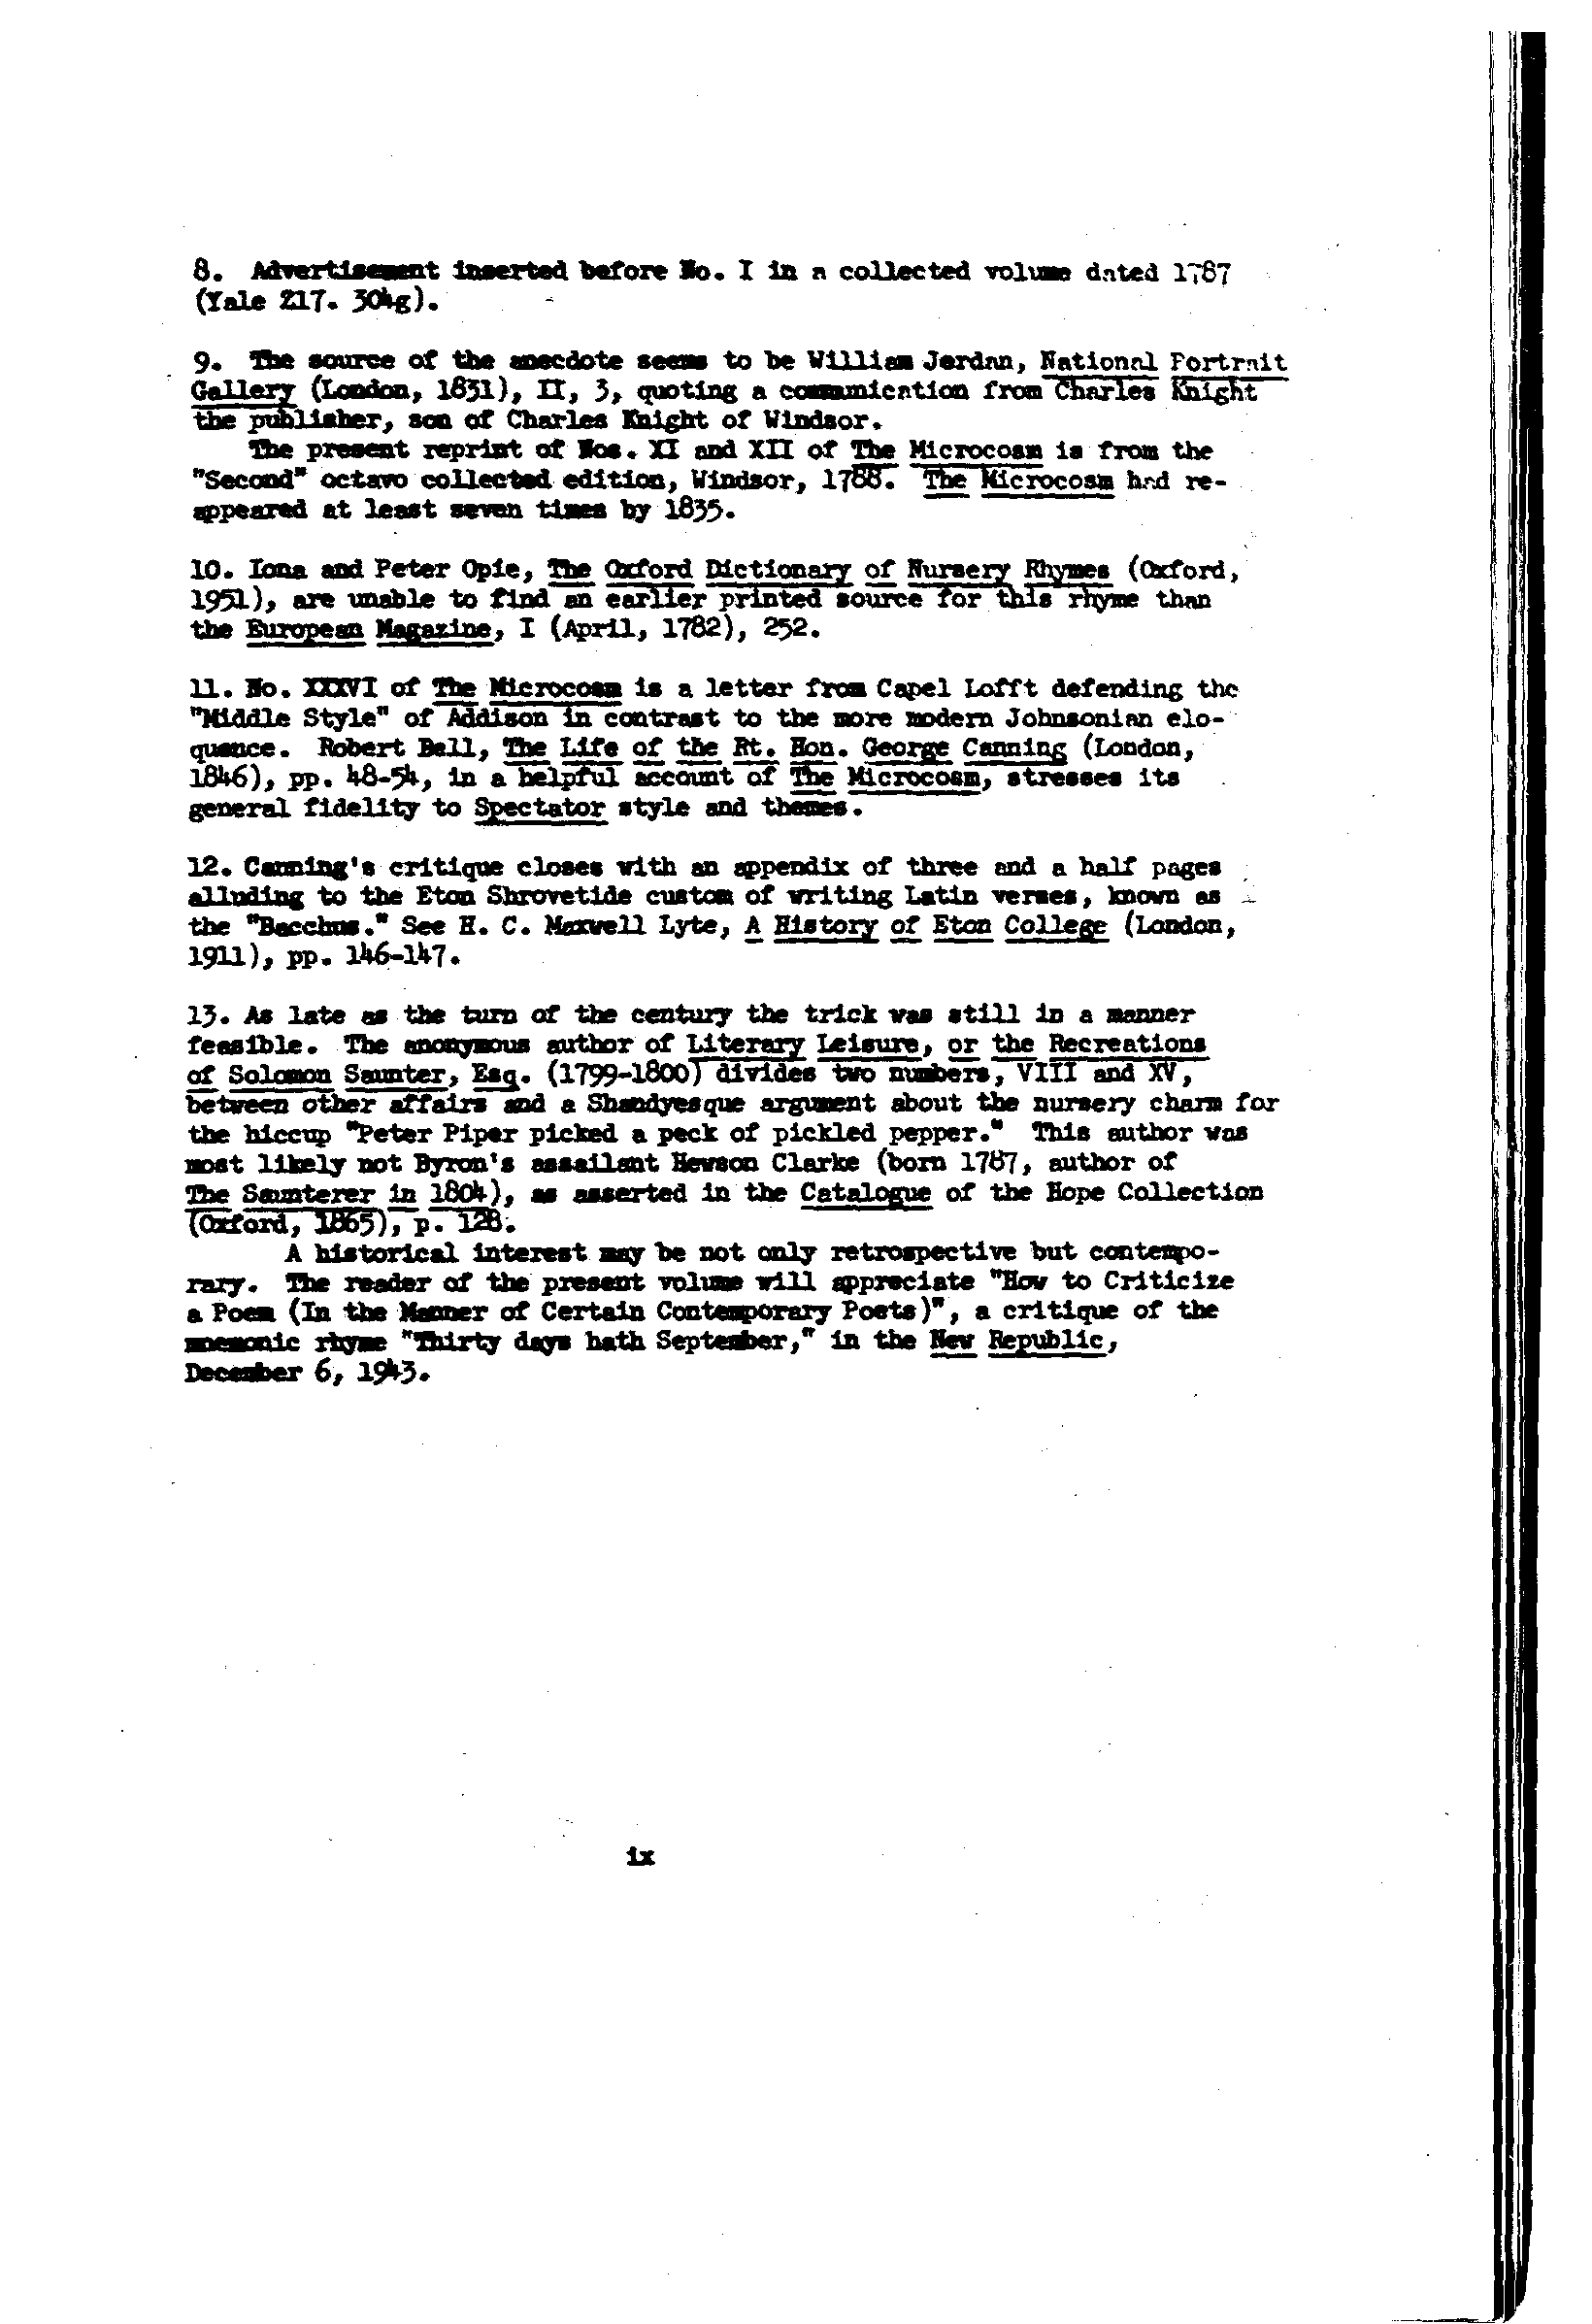 8.  Advertisement inserted before No. I in a collected volume dated 1787
(Yale 217. 304g).
9.  The source of the anecdote seems to be William Jerdan, National Portrait
Gallery (London, 1831), II, 3, quoting a communication from Charles Knight
the publisher, son of Charles Knight of Windsor.
The present reprint of Nos. XI and XII of The Microcosm is from the
"Second" octavo collected edition, Windsor, 1788.  The Microcosm had re-
appeared at least seven times by 1835.
10. Iona and Peter Opie, The Oxford Dictionary of Nursery Rhymes (Oxford,
1951), are unable to find an earlier printed source for this rhyme than
the European Magazine, I (April, 1782), 252.
11. No. XXXVI of The Microcosm is a letter from Capel Lofft defending the
"Middle Style" of Addison in contrast to the more modern Johnsonian elo-
quence.  Robert Bell, The Life of the Rt. Hon. George Canning (London,
1846), pp. 48-54, in a helpful account of The Microcosm, stresses its
general fidelity to Spectator style and themes.
12. Canning's critique closes with an appendix of three and a half pages
alluding to the Eton Shrovetide custom of writing Latin verses, known as
the "Bacchus." See H. C. Maxwell Lyte, A History of Eton College (London,
1911), pp. 146-147.
13. As late as the turn of the century the trick was still in a manner
feasible.  The anonymous author of Literary Leisure, or the Recreations
of Solomon Saunter, Esq. (1799-1800) divides two numbers, VIII and XV,
between other affairs and a Shandyesque argument about the nursery charm for
the hiccup "Peter Piper picked a peck of pickled pepper."  This author was
most likely not Byron's assailant Hewson Clarke (born 1787, author of
The Saunterer in 1804), as asserted in the Catalogue of the Hope Collection
(Oxford, 1865), p. 128.
A historical interest may be not only retrospective but contempo-
rary.  The reader of the present volume will appreciate "How to Criticize
a Poem (In the Manner of Certain Contemporary Poets)", a critique of the
mnemonic rhyme "Thirty days hath September," in the New Republic,
December 6, 1943.
ix